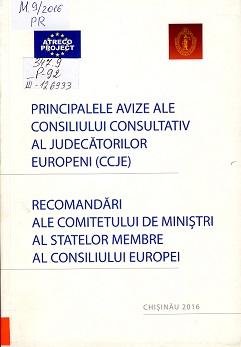 M 9/2016
PR
ATRECO
PROJECT
347.9
P-92
III-126933
PRINCIPALELE AVIZE ALE
CONSILIULUI CONSULTATIV
AL JUDECĂTORILOR
EUROPENI (CCJE)
RECOMANDĂRI
ALE COMITETULUI DE MINIȘTRI
AL STATELOR MEMBRE
AL CONSILIULUI EUROPEI
CHIȘINĂU 2016